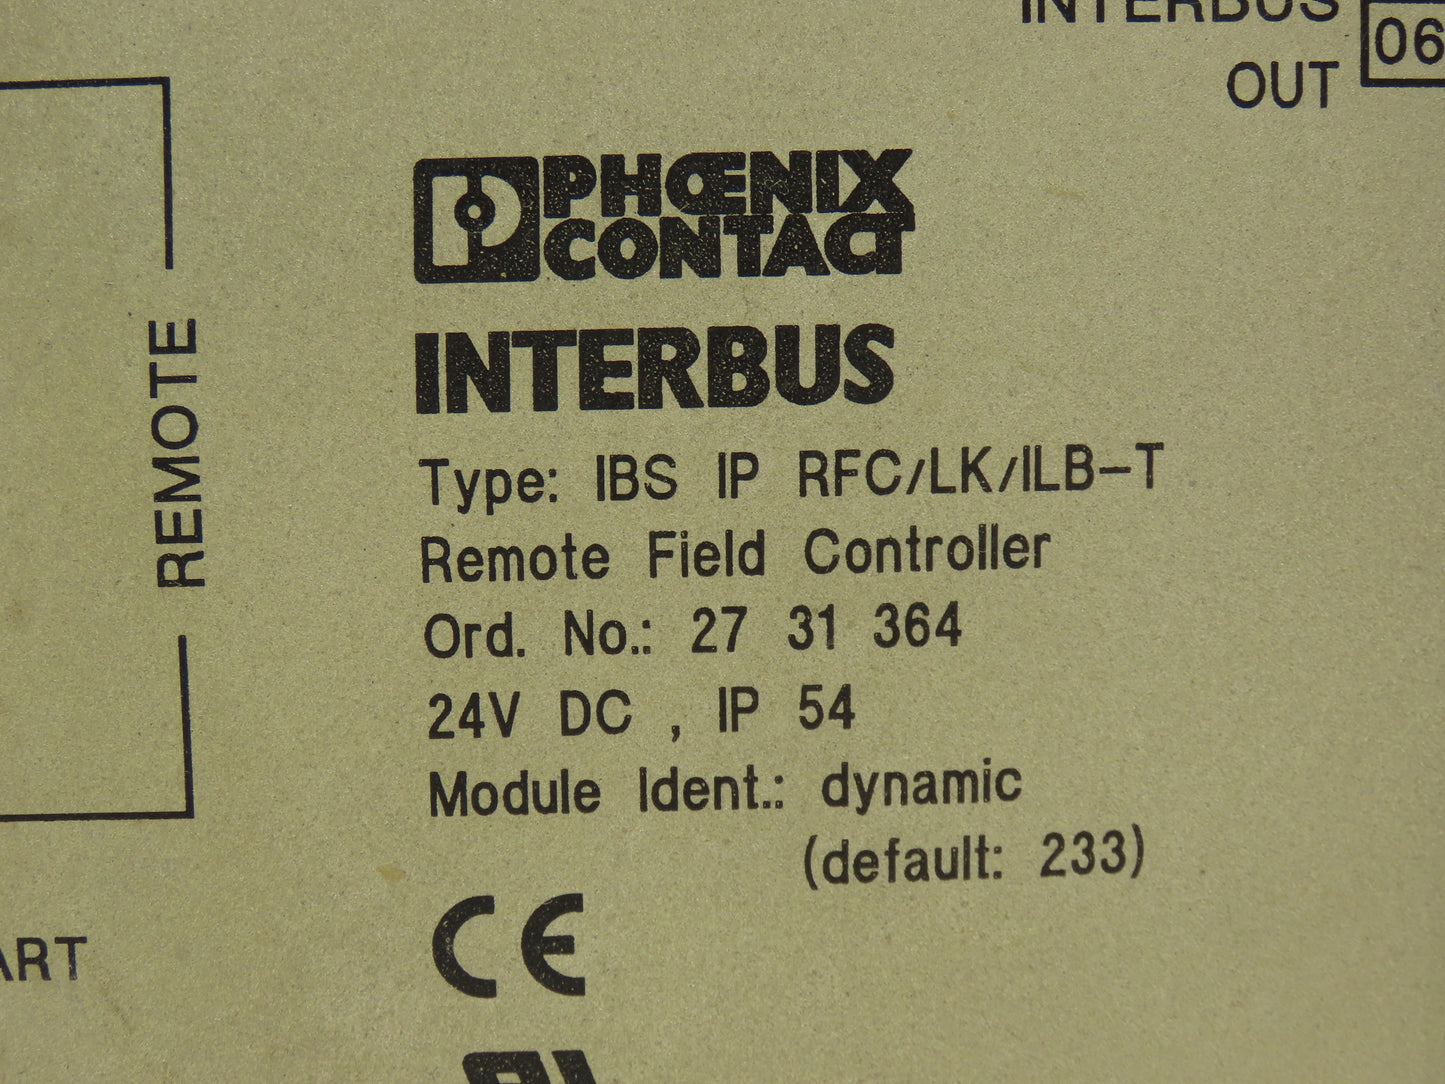 INTERBUS
OUT
06
PHŒNIX
CONTACT
INTERBUS
REMOTE
Type: IBS IP RFC/LK/ILB-T
Remote Field Controller
Ord. No.: 27 31 364
24V DC , IP 54
Module Ident.: dynamic
(default: 233)
ART
CE